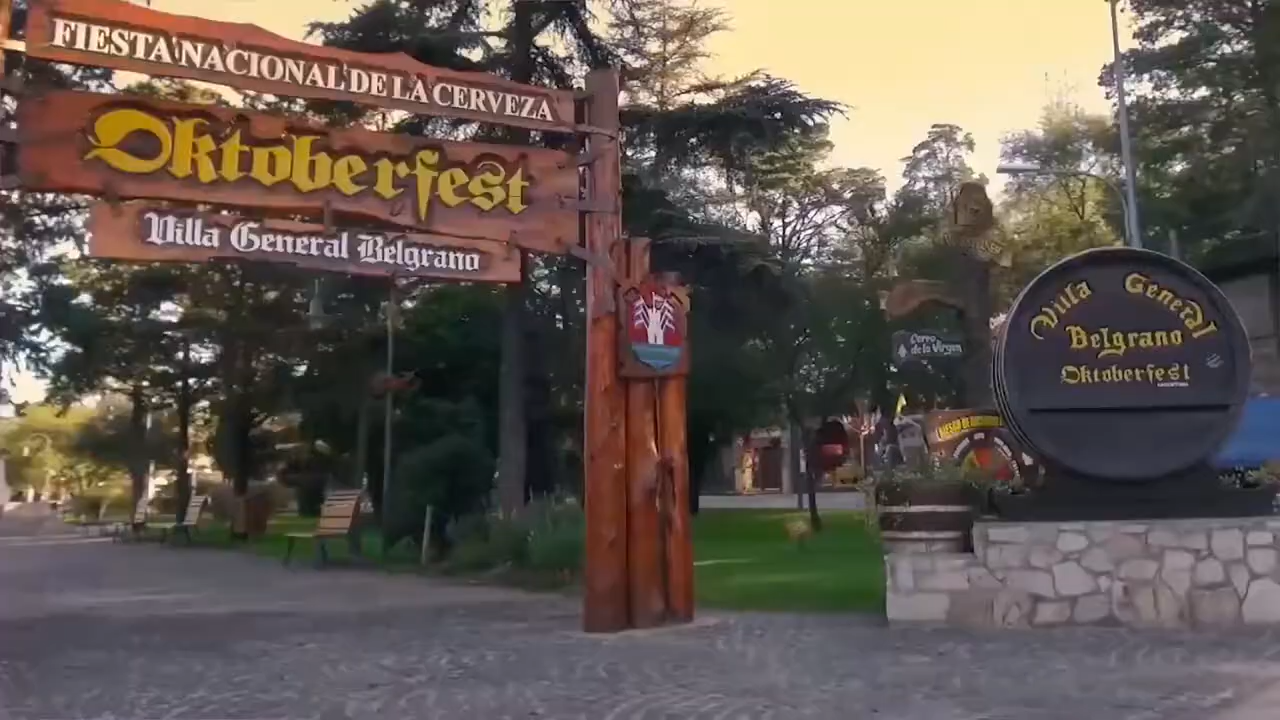 FIESTA NACIONAL DE LA CERVEZA
Oktoberfest
Villa General Belgrano
Cerro
de la Virgen
Villa General
Belgrano
Oktoberfest